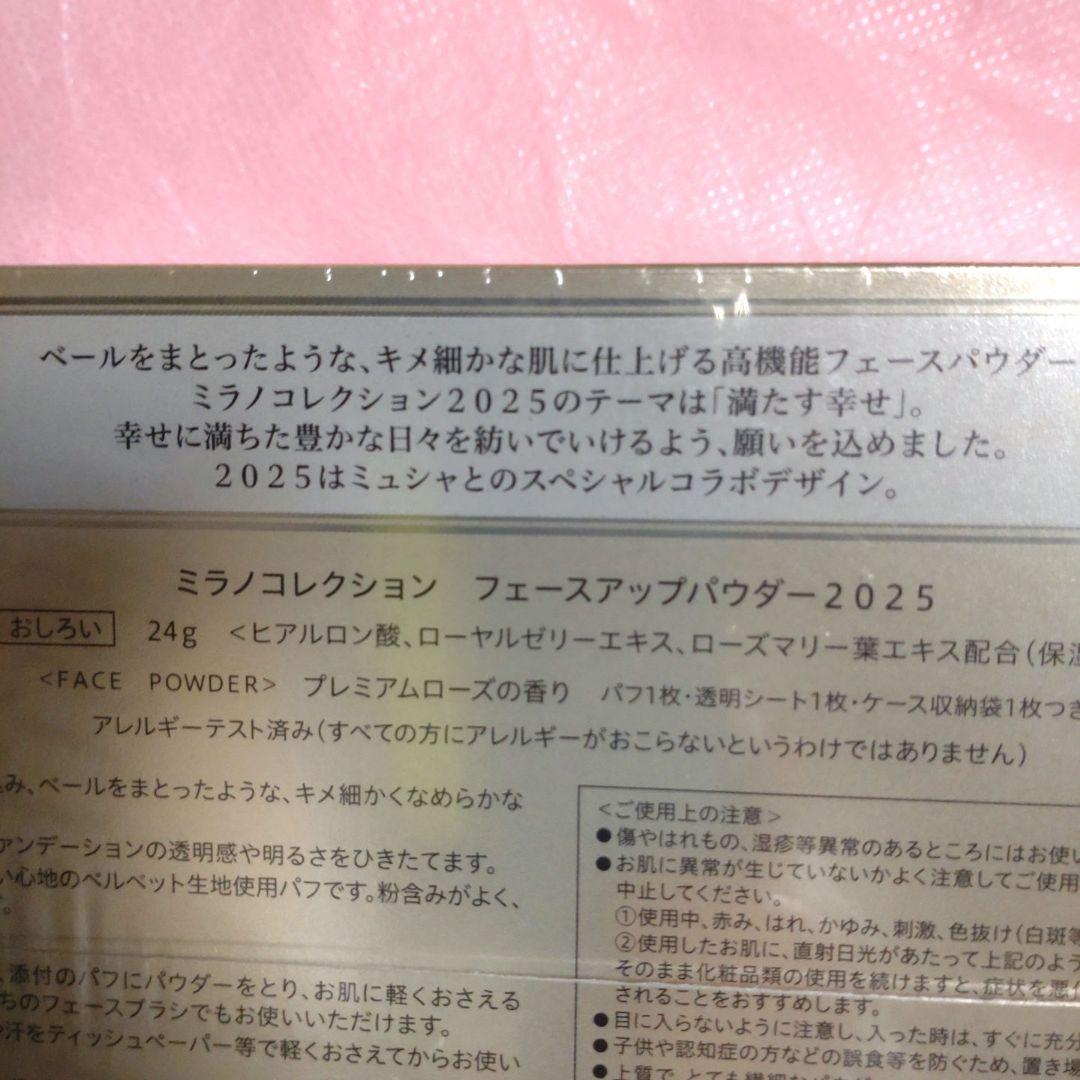 ベールをまとったような、キメ細かな肌に仕上げる高機能フェースパウダー
ミラノコレクション2025のテーマは「満たす幸せ」。
幸せに満ちた豊かな日々を紡いでいけるよう、願いを込めました。
2025はミュシャとのスペシャルコラボデザイン。
ミラノコレクション　フェースアップパウダー2025
おしろい　24g　<ヒアルロン酸、ローヤルゼリーエキス、ローズマリー葉エキス配合(保湿
<FACE　POWDER>　プレミアムローズの香り　パフ1枚・透明シート1枚・ケース収納袋1枚つき
アレルギーテスト済み(すべての方にアレルギーがおこらないというわけではありません)
み、ベールをまとったような、キメ細かくなめらかな
ァンデーションの透明感や明るさをひきたてます。
い心地のベルベット生地使用パフです。粉含みがよく、
。
、添付のパフにパウダーをとり、お肌に軽くおさえる
ちのフェースブラシでもお使いいただけます。
や汗をティッシュペーパー等で軽くおさえてからお使い
<ご使用上の注意>
●傷やはれもの、湿疹等異常のあるところにはお使い
●お肌に異常が生じていないかよく注意してご使用
中止してください。
①使用中、赤み、はれ、かゆみ、刺激、色抜け(白斑等
②使用したお肌に、直射日光があたって上記のよう
そのまま化粧品類の使用を続けますと、症状を悪化
されることをおすすめします。
●目に入らないように注意し、入った時は、すぐに充分
●子供や認知症の方などの誤食等を防ぐため、置き場
●上質で、とても繊細なパ